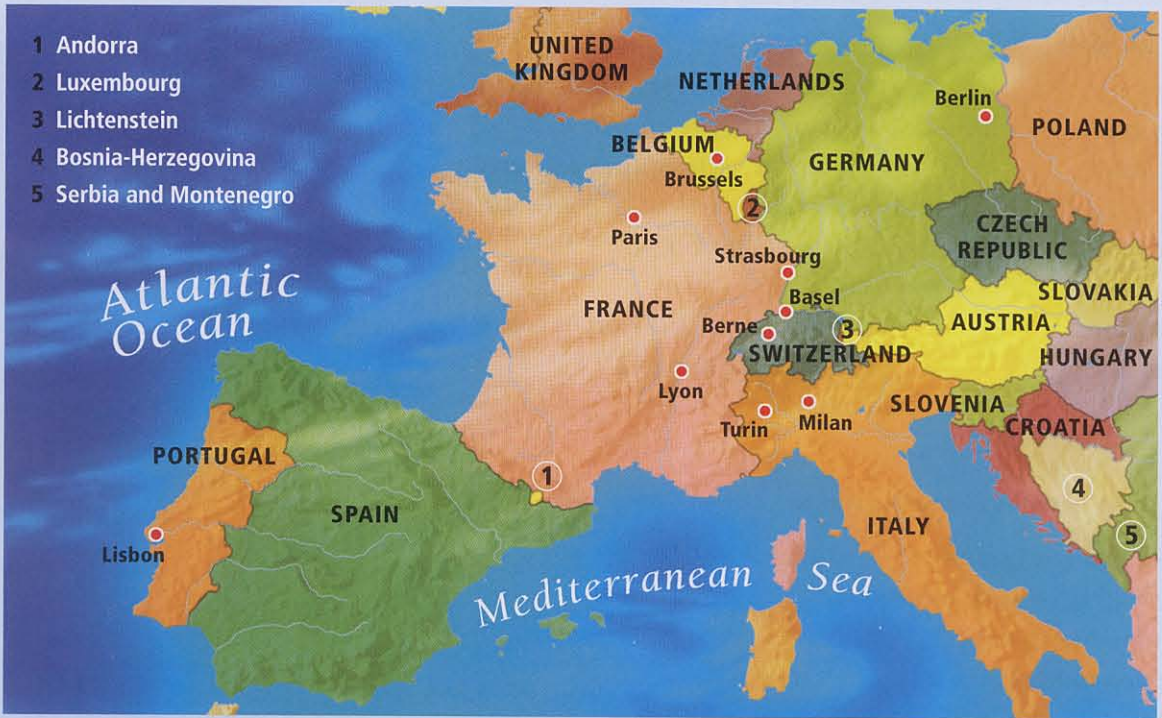 1 Andorra
2 Luxembourg
3 Lichtenstein
4 Bosnia-Herzegovina
5 Serbia and Montenegro
UNITED
KINGDOM
NETHERLANDS
Berlin
POLAND
BELGIUM
GERMANY
Brussels
2
Paris
CZECH
REPUBLIC
Strasbourg
Atlantic
Ocean
Basel
SLOVAKIA
FRANCE
Berne
3
AUSTRIA
SWITZERLAND
HUNGARY
Lyon
SLOVENIA
Turin
Milan
CROATIA
PORTUGAL
1
4
SPAIN
ITALY
5
Lisbon
Mediterranean Sea